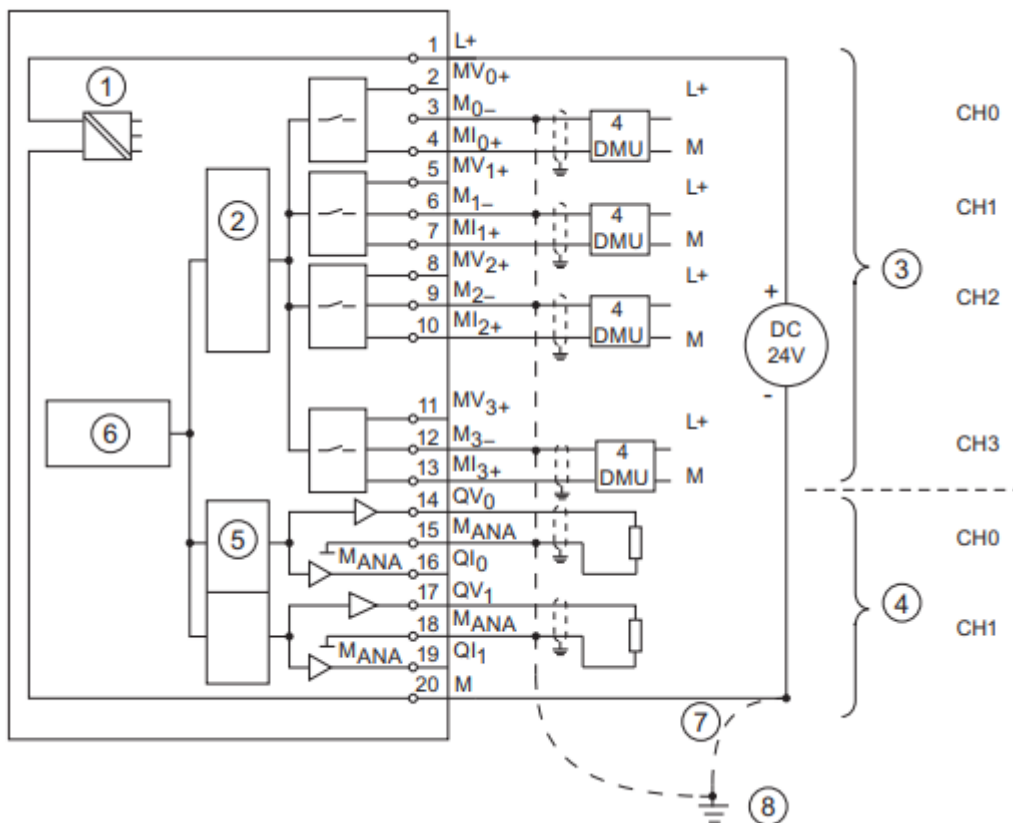 1 L+
2 MV0+
L+
1
3 M0–
CH0
4 DMU
4 MI0+
M
5 MV1+
L+
6 M1–
CH1
4 DMU
2
7 MI1+
M
8 MV2+
L+
3
9 M2–
CH2
4 DMU
+
10 MI2+
M
DC
24V
-
11 MV3+
L+
6
12 M3–
CH3
4 DMU
13 MI3+
M
14 QV0
15 MANA
CH0
5
MANA
16 QI0
17 QV1
4
18 MANA
CH1
MANA
19 QI1
20 M
7
8